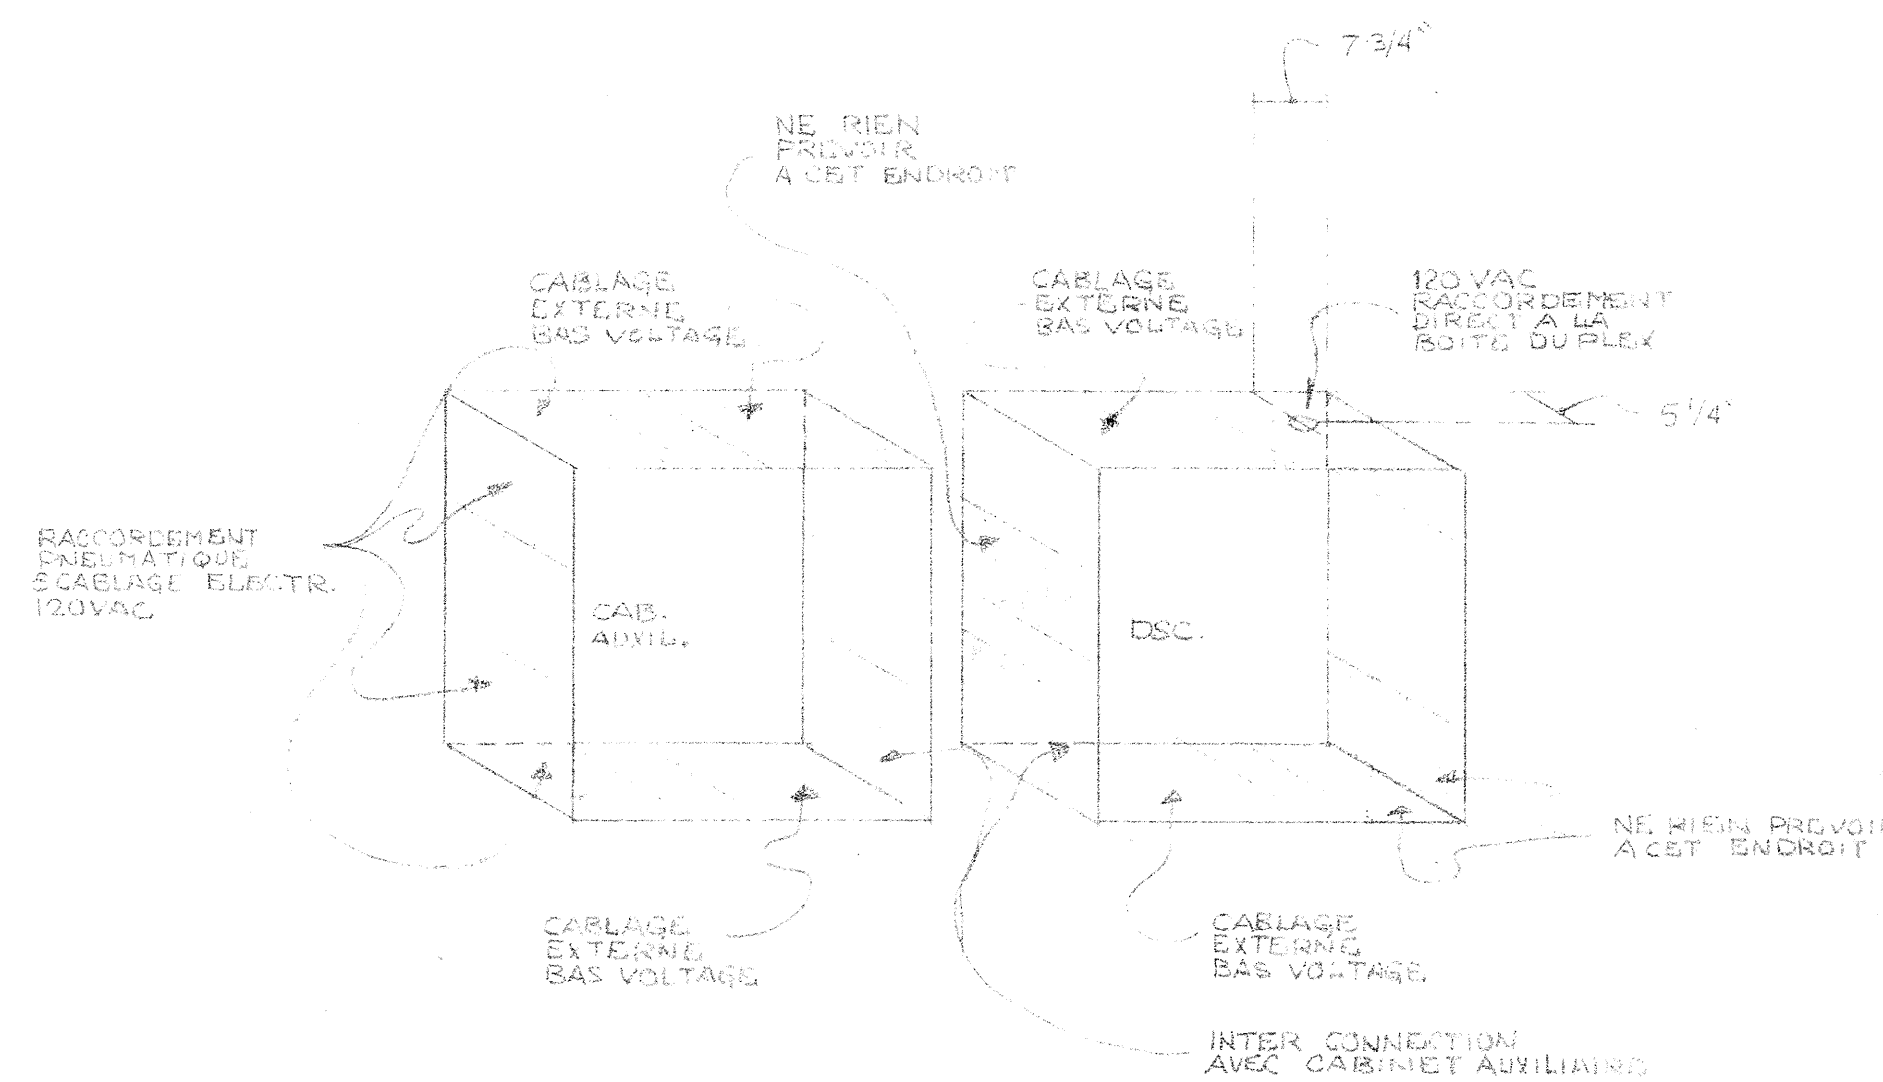 7 3/4"
NE RIEN
PREVOIR
A CET ENDROIT
CABLAGE
EXTERNE
BAS VOLTAGE
CABLAGE
EXTERNE
BAS VOLTAGE
120 VAC
RACCORDEMENT
DIRECT A LA
BOITE DUPLEX
5 1/4"
RACCORDEMENT
PNEUMATIQUE
& CABLAGE ELECTR.
120VAC
CAB.
AUXIL.
DSC.
NE RIEN PREVOI
A CET ENDROIT
CABLAGE
EXTERNE
BAS VOLTAGE
CABLAGE
EXTERNE
BAS VOLTAGE
INTER CONNECTION
AVEC CABINET AUXILIAIRE